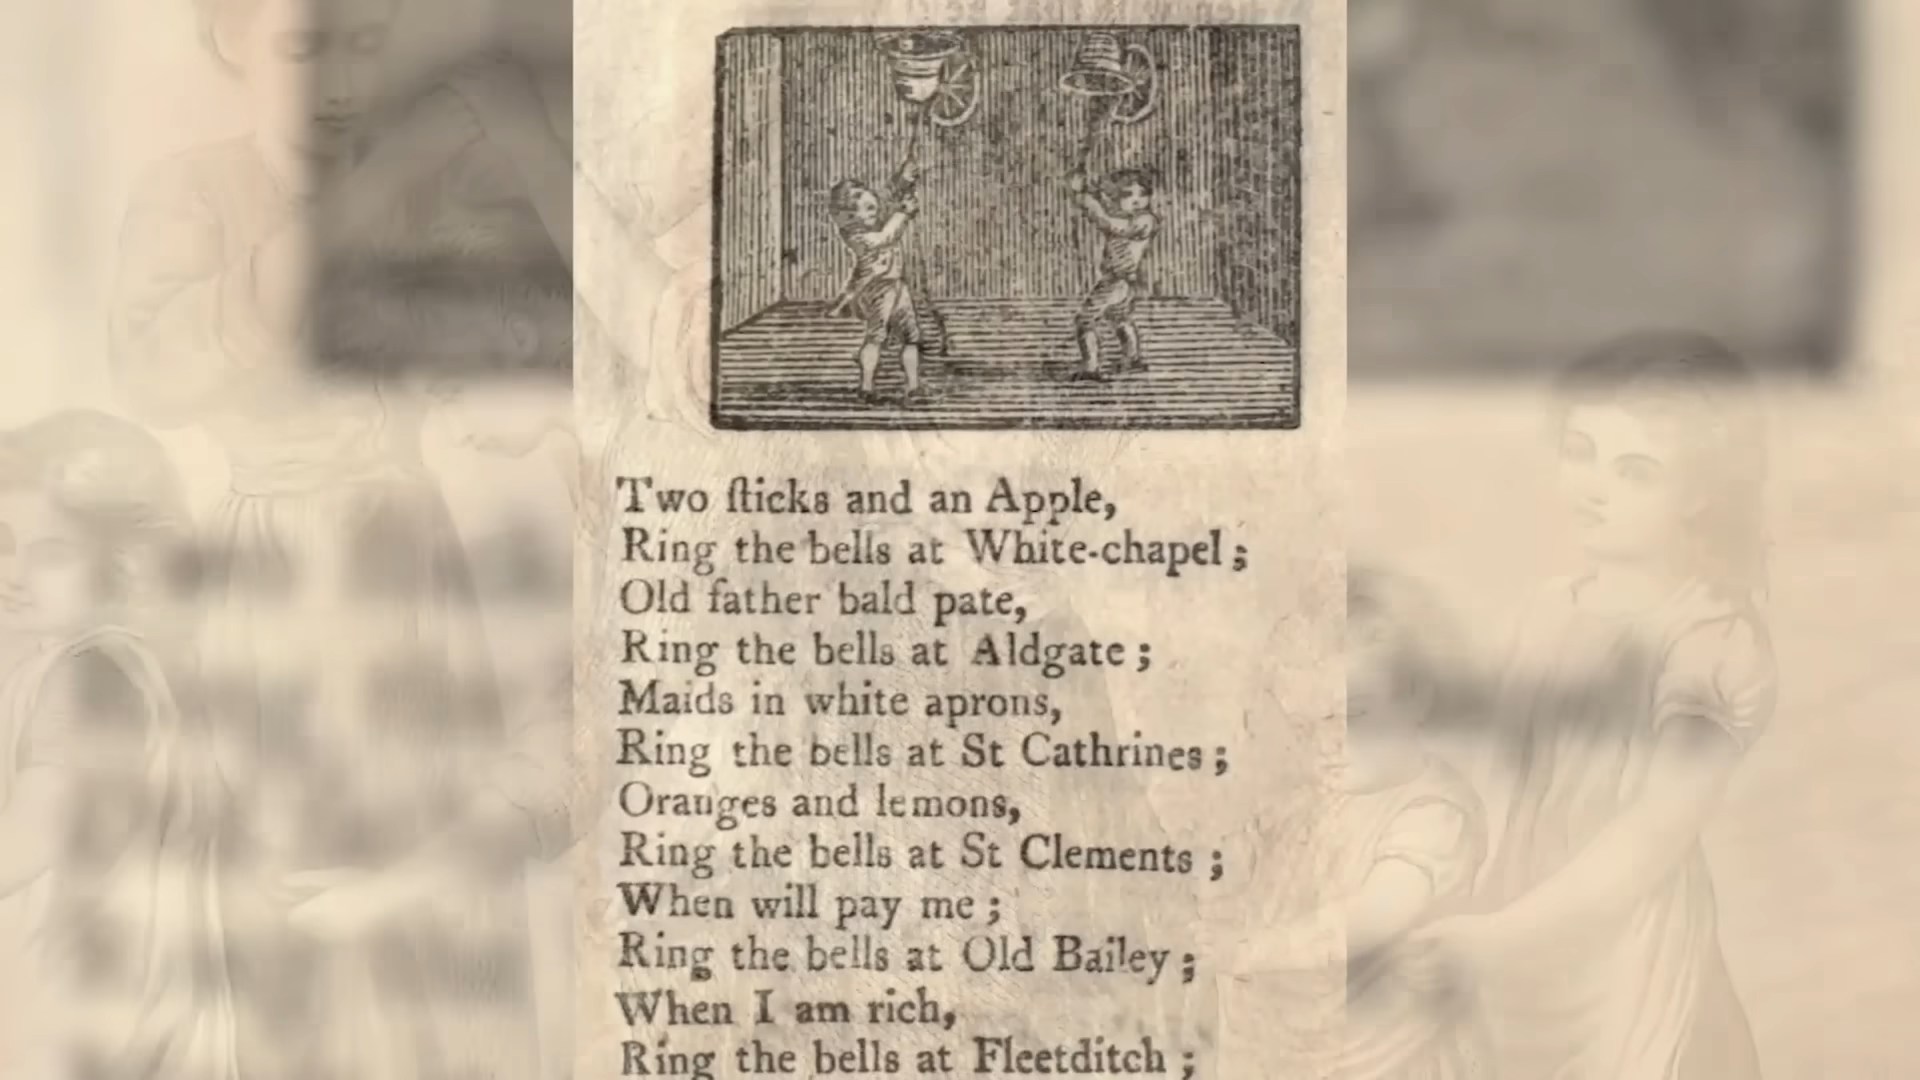 Two ſticks and an Apple,
Ring the bells at White-chapel;
Old father bald pate,
Ring the bells at Aldgate;
Maids in white aprons,
Ring the bells at St Cathrines;
Oranges and lemons,
Ring the bells at St Clements;
When will pay me;
Ring the bells at Old Bailey;
When I am rich,
Ring the bells at Fleetditch;